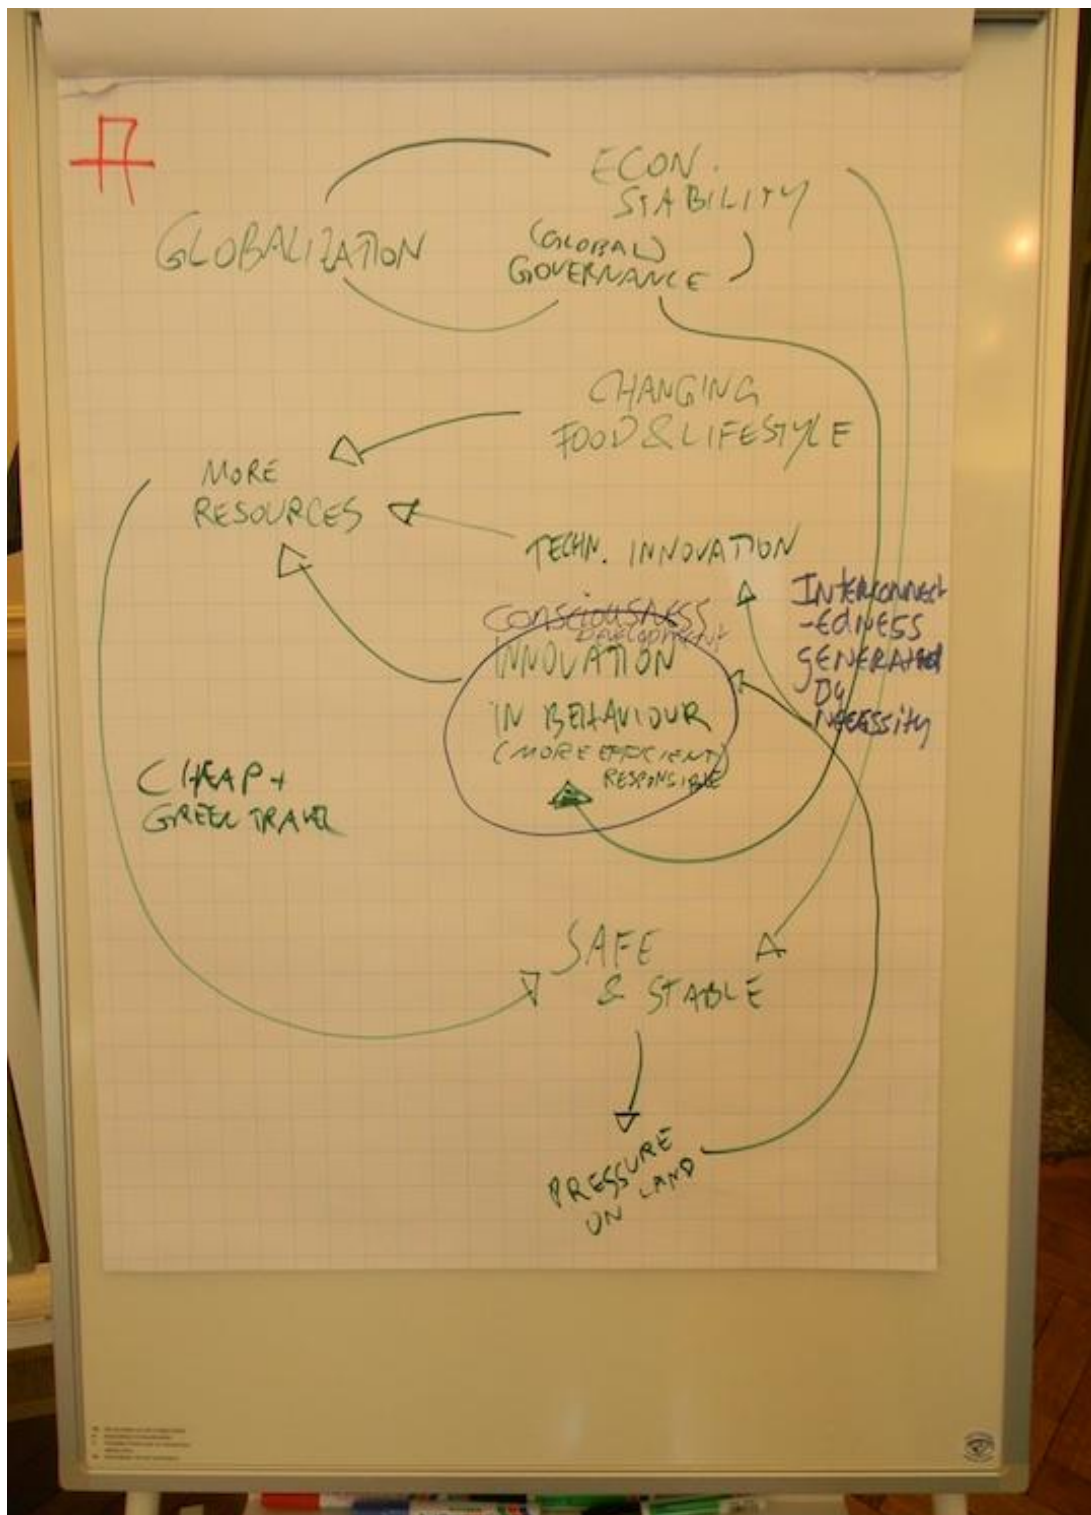 A
ECON.
STABILITY
GLOBALIZATION
(GLOBAL)
GOVERNANCE
CHANGING
FOOD & LIFESTYLE
MORE
RESOURCES
TECHN. INNOVATION
CONSCIOUSNESS
DEVELOPMENT
INNOVATION
IN BEHAVIOUR
(MORE EFFICIENT)
RESPONSIBLE
INTERCONNECT
-EDNESS
GENERATED
BY
NECESSITY
CHEAP +
GREEN TRAVEL
SAFE
& STABLE
PRESSURE
ON LAND